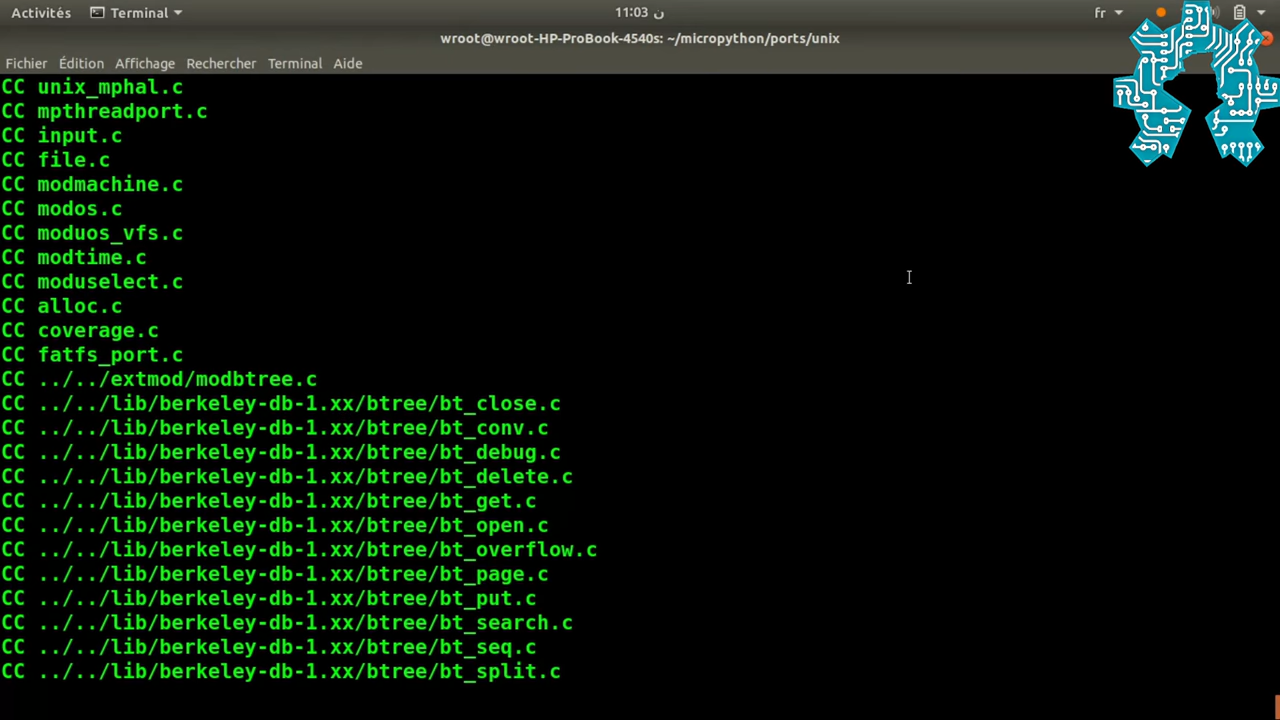 Activités Terminal 11:03 ن fr
wroot@wroot-HP-ProBook-4540s: ~/micropython/ports/unix
Fichier Édition Affichage Rechercher Terminal Aide
CC unix_mphal.c
CC mpthreadport.c
CC input.c
CC file.c
CC modmachine.c
CC modos.c
CC moduos_vfs.c
CC modtime.c
CC moduselect.c
CC alloc.c
CC coverage.c
CC fatfs_port.c
CC ../../extmod/modbtree.c
CC ../../lib/berkeley-db-1.xx/btree/bt_close.c
CC ../../lib/berkeley-db-1.xx/btree/bt_conv.c
CC ../../lib/berkeley-db-1.xx/btree/bt_debug.c
CC ../../lib/berkeley-db-1.xx/btree/bt_delete.c
CC ../../lib/berkeley-db-1.xx/btree/bt_get.c
CC ../../lib/berkeley-db-1.xx/btree/bt_open.c
CC ../../lib/berkeley-db-1.xx/btree/bt_overflow.c
CC ../../lib/berkeley-db-1.xx/btree/bt_page.c
CC ../../lib/berkeley-db-1.xx/btree/bt_put.c
CC ../../lib/berkeley-db-1.xx/btree/bt_search.c
CC ../../lib/berkeley-db-1.xx/btree/bt_seq.c
CC ../../lib/berkeley-db-1.xx/btree/bt_split.c